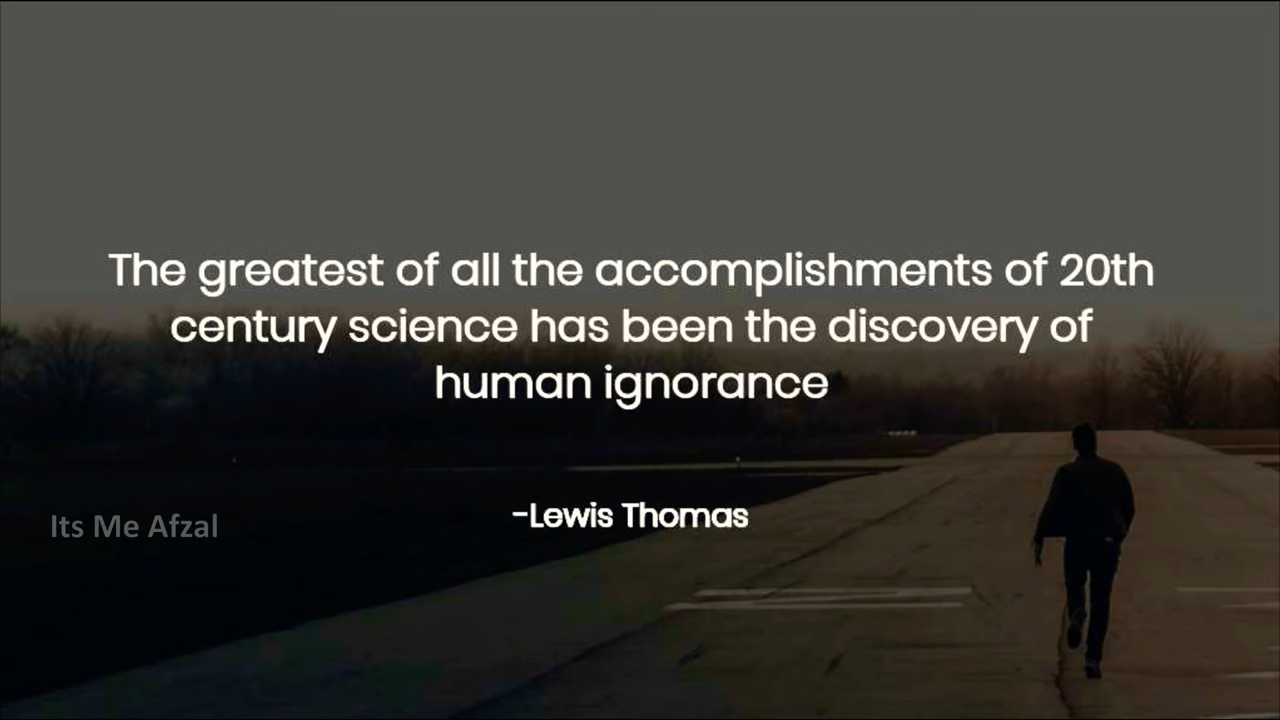 The greatest of all the accomplishments of 20th
century science has been the discovery of
human ignorance
-Lewis Thomas
Its Me Afzal